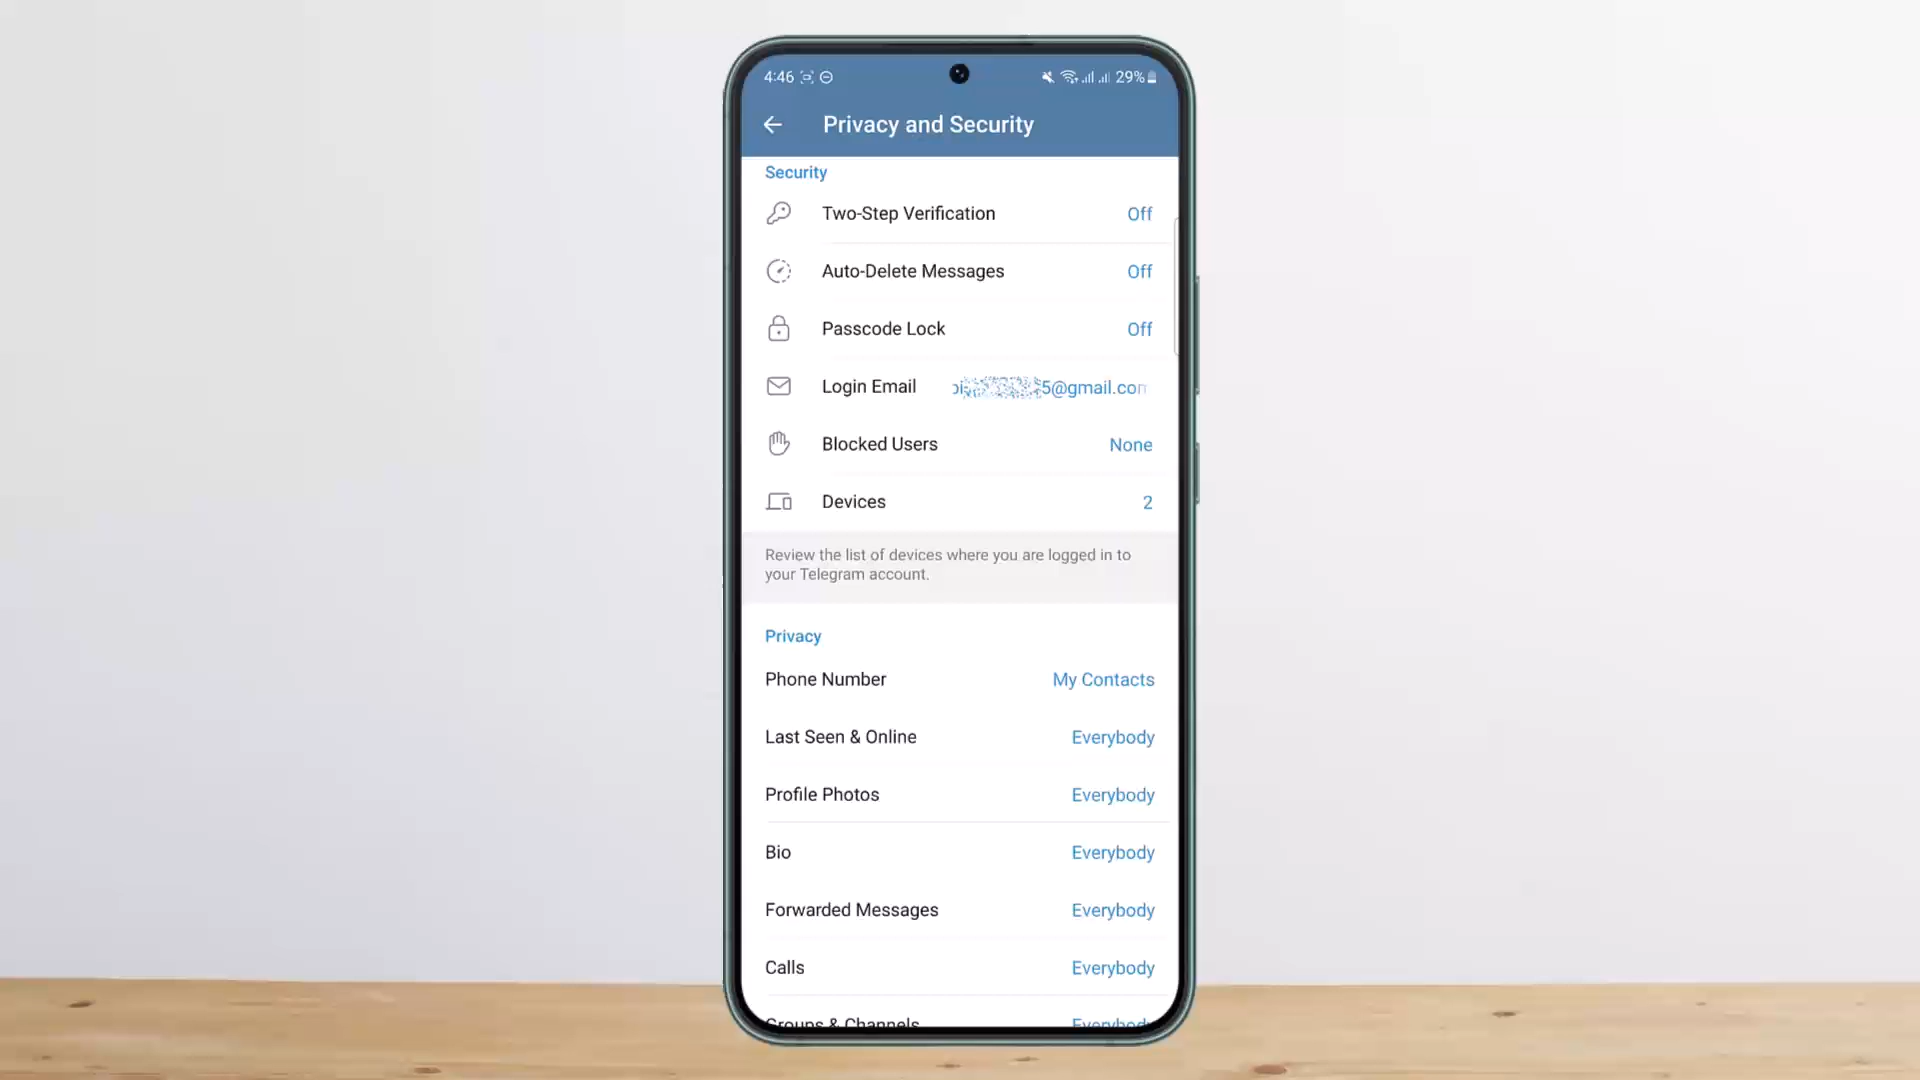 4:46
29%
Privacy and Security
Security
Two-Step Verification Off
Auto-Delete Messages Off
Passcode Lock Off
Login Email 5@gmail.com
Blocked Users None
Devices 2
Review the list of devices where you are logged in to
your Telegram account.
Privacy
Phone Number My Contacts
Last Seen & Online Everybody
Profile Photos Everybody
Bio Everybody
Forwarded Messages Everybody
Calls Everybody
Groups & Channels Everybody